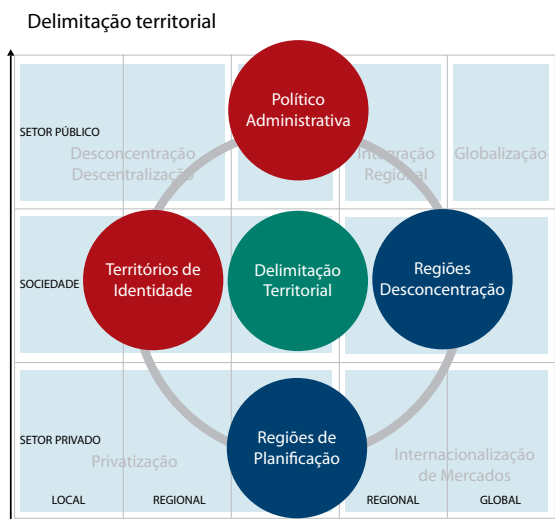 Delimitação territorial
Político
Administrativa
SETOR PÚBLICO
Desconcentração
Descentralização
Integração
Regional
Globalização
Territórios de
Identidade
Delimitação
Territorial
Regiões
Desconcentração
SOCIEDADE
Regiões de
Planificação
SETOR PRIVADO
Privatização
Internacionalização
de Mercados
LOCAL
REGIONAL
REGIONAL
GLOBAL